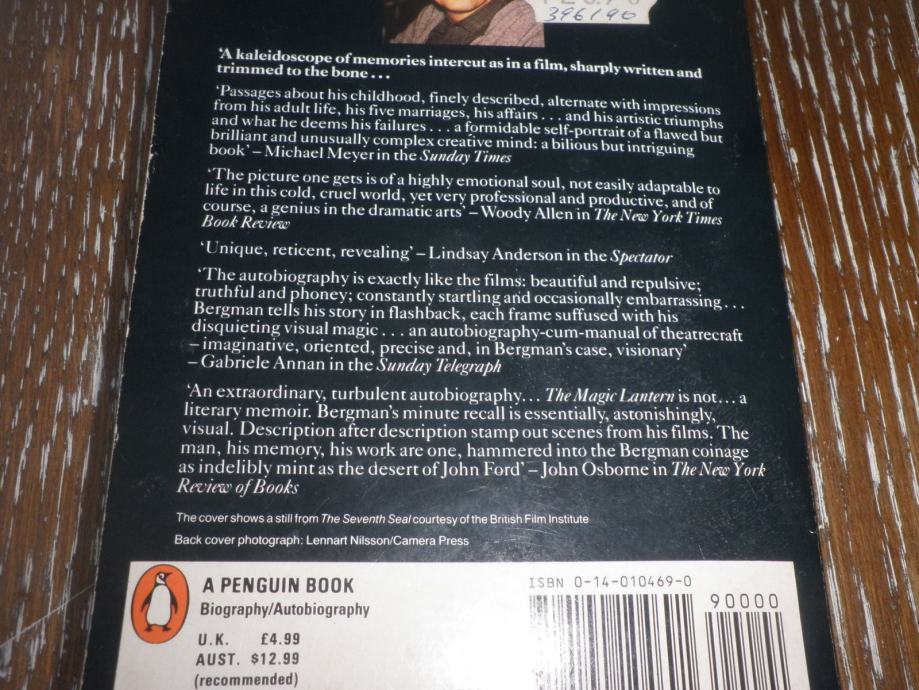 396190
‘A kaleidoscope of memories intercut as in a film, sharply written and
trimmed to the bone . . .
‘Passages about his childhood, finely described, alternate with impressions
from his adult life, his five marriages, his affairs . . . and his artistic triumphs
and what he deems his failures . . . a formidable self-portrait of a flawed but
brilliant and unusually complex creative mind: a bilious but intriguing
book’ – Michael Meyer in the Sunday Times
‘The picture one gets is of a highly emotional soul, not easily adaptable to
life in this cold, cruel world, yet very professional and productive, and of
course, a genius in the dramatic arts’ – Woody Allen in The New York Times
Book Review
‘Unique, reticent, revealing’ – Lindsay Anderson in the Spectator
‘The autobiography is exactly like the films: beautiful and repulsive;
truthful and phoney; constantly startling and occasionally embarrassing . . .
Bergman tells his story in flashback, each frame suffused with his
disquieting visual magic . . . an autobiography-cum-manual of theatrecraft
– imaginative, oriented, precise and, in Bergman’s case, visionary’
– Gabriele Annan in the Sunday Telegraph
‘An extraordinary, turbulent autobiography. . . The Magic Lantern is not. . . a
literary memoir. Bergman’s minute recall is essentially, astonishingly,
visual. Description after description stamp out scenes from his films. The
man, his memory, his work are one, hammered into the Bergman coinage
as indelibly mint as the desert of John Ford’ – John Osborne in The New York
Review of Books
The cover shows a still from The Seventh Seal courtesy of the British Film Institute
Back cover photograph: Lennart Nilsson/Camera Press
A PENGUIN BOOK
Biography/Autobiography
U.K. £4.99
AUST. $12.99
(recommended)
ISBN 0-14-010469-0
90000